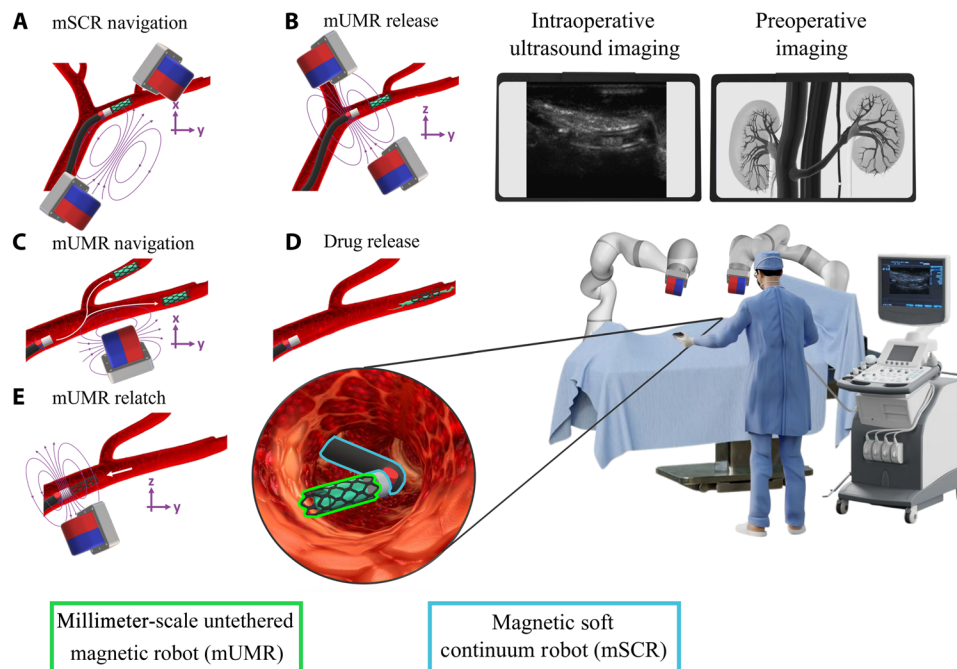 A mSCR navigation
x
y
B mUMR release
z
y
Intraoperative
ultrasound imaging
Preoperative
imaging
C mUMR navigation
x
y
D Drug release
E mUMR relatch
z
y
Millimeter-scale untethered
magnetic robot (mUMR)
Magnetic soft
continuum robot (mSCR)